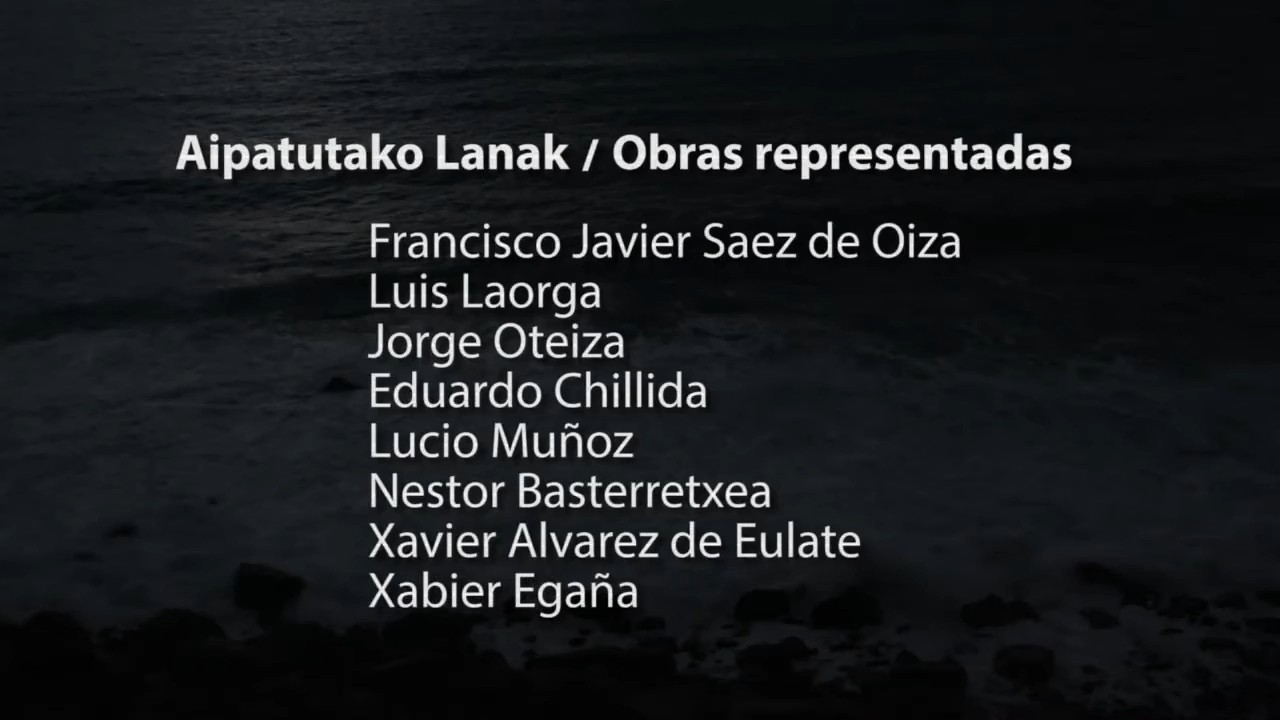 Aipatutako Lanak / Obras representadas
Francisco Javier Saez de Oiza
Luis Laorga
Jorge Oteiza
Eduardo Chillida
Lucio Muñoz
Nestor Basterretxea
Xavier Alvarez de Eulate
Xabier Egaña